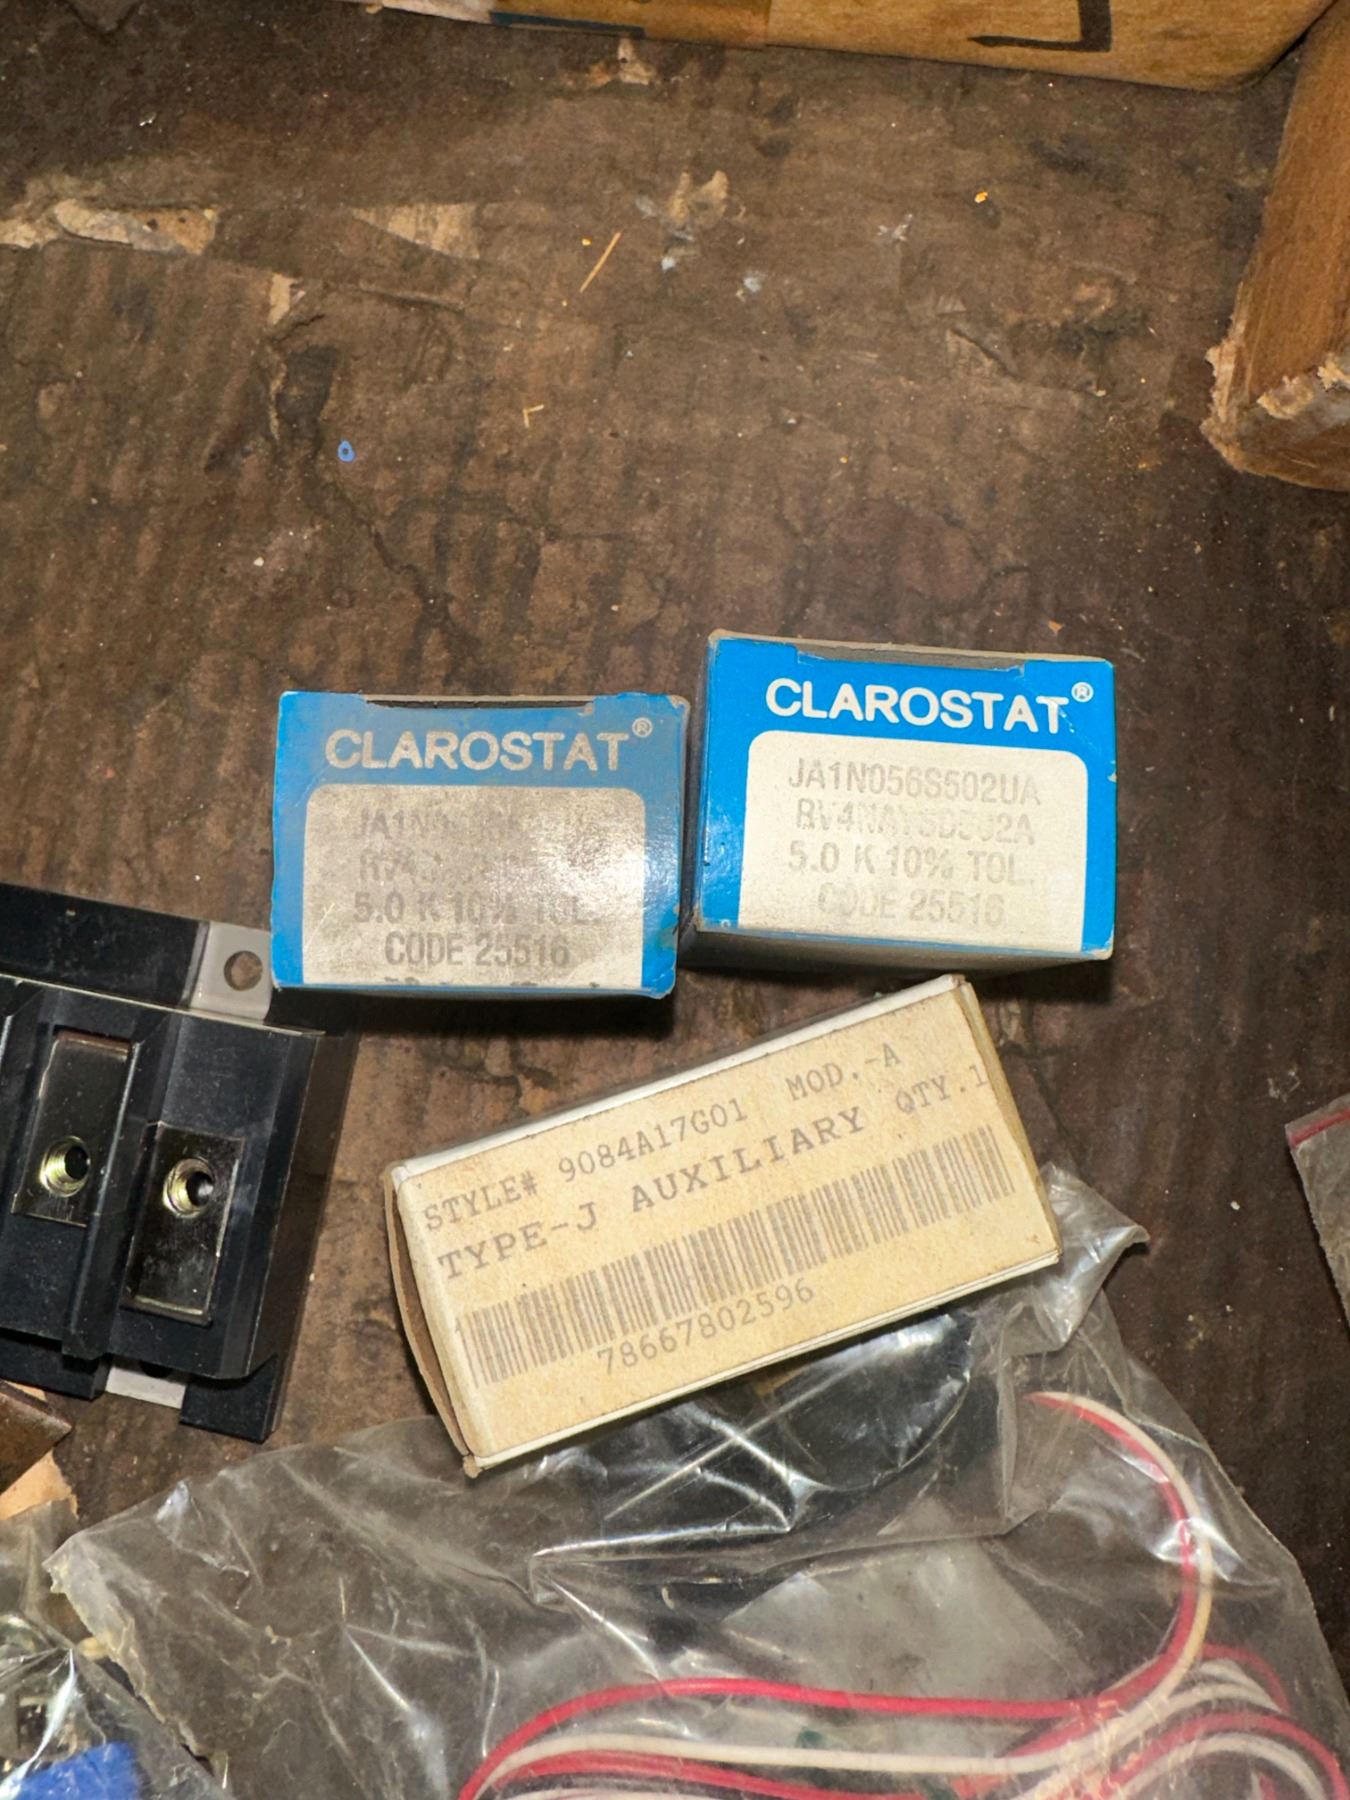 CLAROSTAT®
5.0 K 10% TOL.
CODE 25516
CLAROSTAT®
JA1N056S502UA
5.0 K 10% TOL.
CODE 25516
STYLE# 9084A17G01 MOD.-A
TYPE-J AUXILIARY QTY.1
1
78667802596